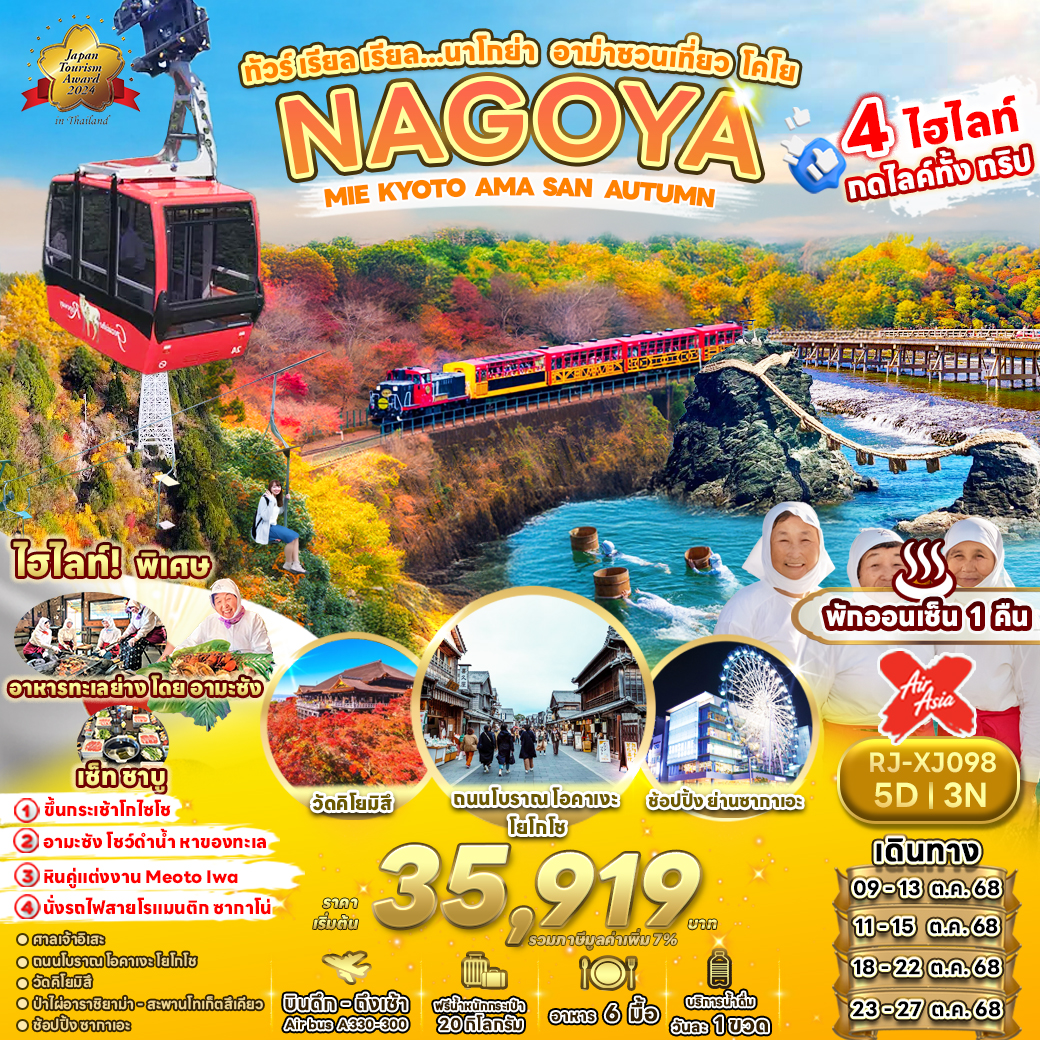 Japan
Tourism
Award
2024
in Thailand
ทัวร์ เรียล เรียล...นาโกย่า อาม่าชวนเที่ยว โคโย
NAGOYA
MIE KYOTO AMA SAN AUTUMN
4 ไฮไลท์
กดไลค์ทั้ง ทริป
ไฮไลท์! พิเศษ
อาหารทะเลย่าง โดย อามะซัง
เซ็ท ชาบู
พักออนเซ็น 1 คืน
Air
Asia
X
RJ-XJ098
5D | 3N
วัดคิโยมิสึ
ถนนโบราณ โอคาเงะ
โยโกโช
ช้อปปิ้ง ย่านซากาเอะ
1 ขึ้นกระเช้าโกไซโช
2 อามะซัง โชว์ดำน้ำ หาของทะเล
3 หินคู่แต่งงาน Meoto Iwa
4 นั่งรถไฟสายโรแมนติก ซากาโน่
ศาลเจ้าอิเสะ
ถนนโบราณ โอคาเงะ โยโกโช
วัดคิโยมิสึ
ป่าไผ่อาราชิยาม่า - สะพานโทเก็ตสึเคียว
ช้อปปิ้ง ซากาเอะ
ราคา
เริ่มต้น
35,919
บาท
รวมภาษีมูลค่าเพิ่ม 7%
บินดึก - ถึงเช้า
Airbus A330-300
ฟรีน้ำหนักกระเป๋า
20 กิโลกรัม
อาหาร 6 มื้อ
บริการน้ำดื่ม
วันละ 1 ขวด
เดินทาง
09 - 13 ต.ค. 68
11 - 15 ต.ค. 68
18 - 22 ต.ค. 68
23 - 27 ต.ค. 68